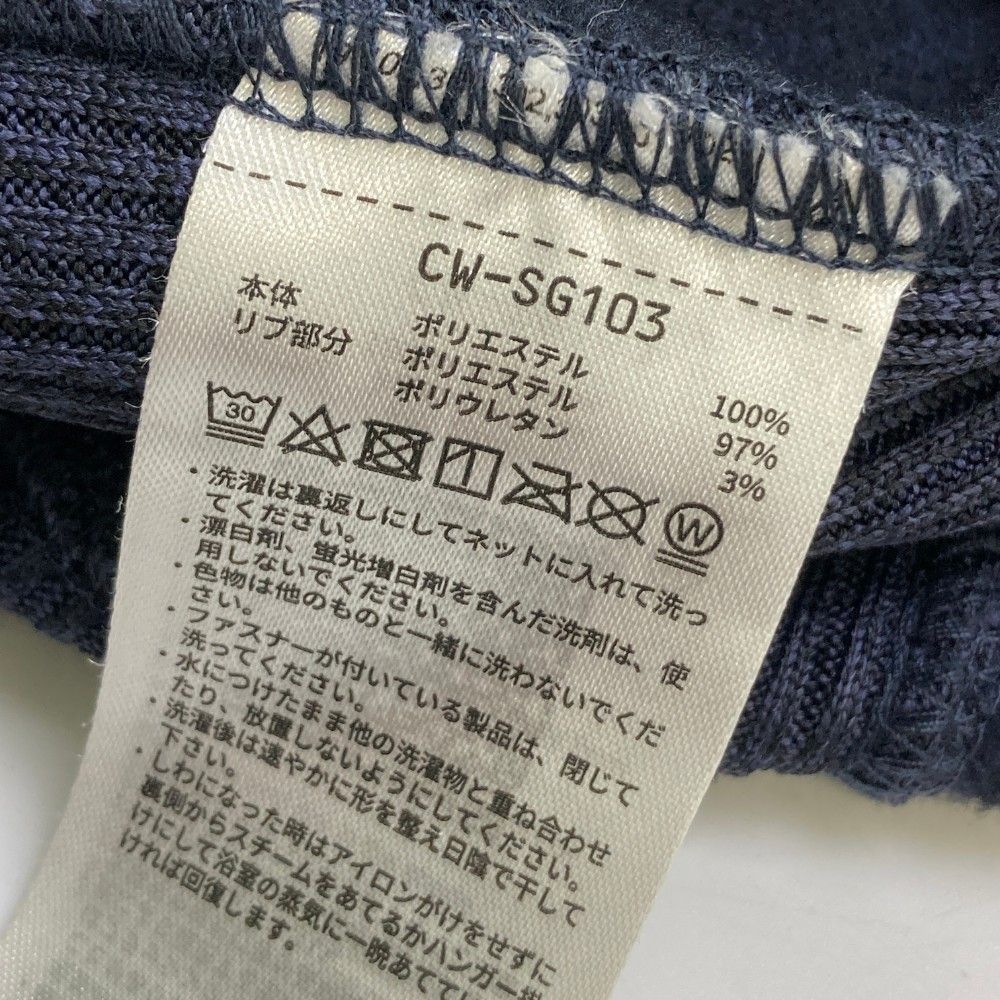 CW-SG103
本体 ポリエステル 100%
リブ部分 ポリエステル 97%
ポリウレタン 3%
30
W
・洗濯は裏返しにしてネットに入れて洗っ
てください。
・漂白剤、蛍光増白剤を含んだ洗剤は、使
用しないでください。
・色物は他のものと一緒に洗わないでくだ
さい。
・ファスナーが付いている製品は、閉じて
洗ってください。
・水につけたまま他の洗濯物と重ね合わせ
たり、放置しないようにしてください。
・洗濯後は速やかに形を整え日陰で干して
下さい。
しわになった時はアイロンがけをせずに
裏側からスチームをあてるかハンガー掛
けにして浴室の蒸気に一晩あてて
ければ回復します。